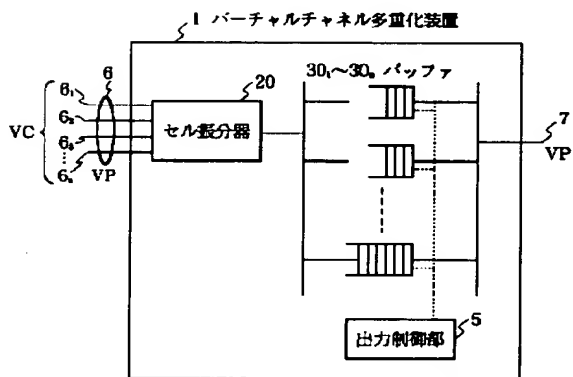 1 バーチャルチャネル多重化装置
30₁〜30ₙ バッファ
6
20
6₁
6₂
6₃
6ₙ
VC
VP
セル振分器
7
VP
出力制御部
5